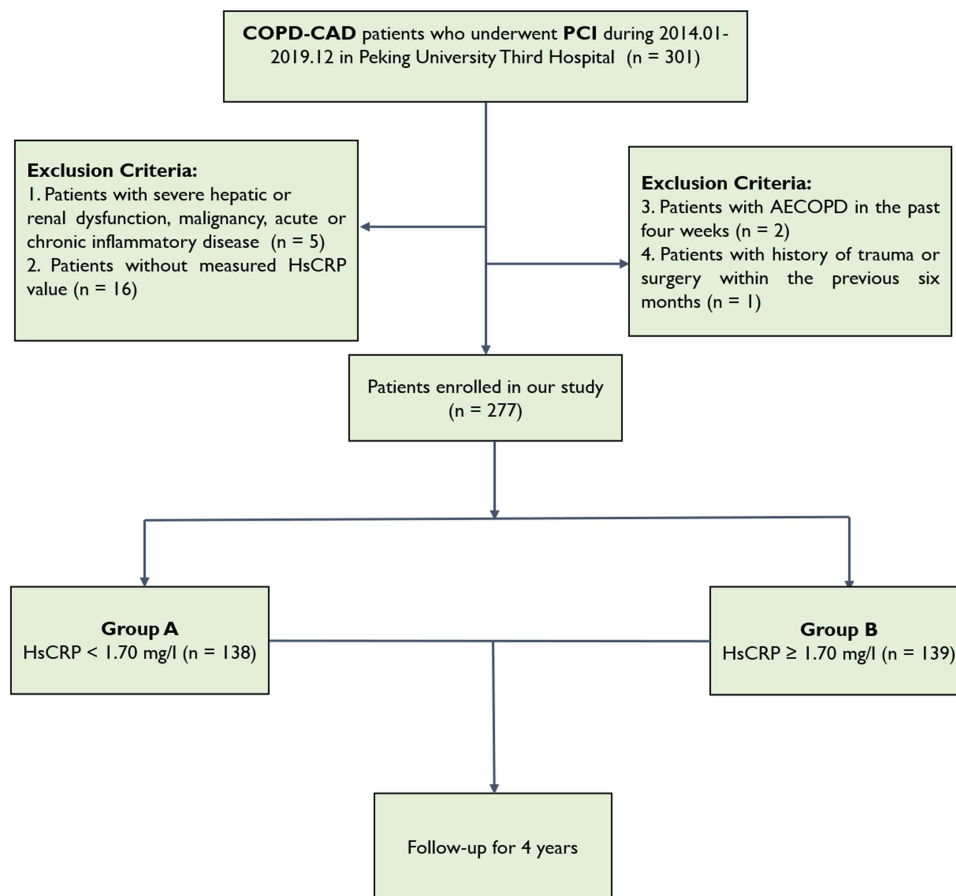 COPD-CAD patients who underwent PCI during 2014.01-
2019.12 in Peking University Third Hospital (n = 301)
Exclusion Criteria:
1. Patients with severe hepatic or
renal dysfunction, malignancy, acute or
chronic inflammatory disease (n = 5)
2. Patients without measured HsCRP
value (n = 16)
Exclusion Criteria:
3. Patients with AECOPD in the past
four weeks (n = 2)
4. Patients with history of trauma or
surgery within the previous six
months (n = 1)
Patients enrolled in our study
(n = 277)
Group A
HsCRP < 1.70 mg/l (n = 138)
Group B
HsCRP ≥ 1.70 mg/l (n = 139)
Follow-up for 4 years